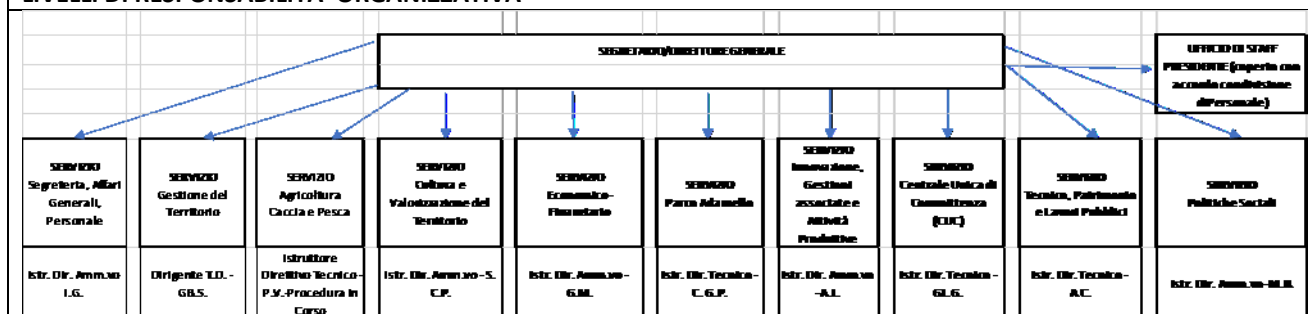 LIVELLI DI RESPONSABILITA' ORGANIZZATIVA
SEGRETARIO/DIRETTORE GENERALE
UFFICIO DI STAFF
PRESIDENTE (coperto con
accordo condivisione
diPersonale)
SERVIZIO
Segreteria, Affari
Generali,
Personale
SERVIZIO
Gestione del
Territorio
SERVIZIO
Agricoltura
Caccia e Pesca
SERVIZIO
Cultura e
Valorizzazione del
Territorio
SERVIZIO
Economico-
Finanziario
SERVIZIO
Parco Adamello
SERVIZIO
Innovazione,
Gestioni
associate e
Attività
Produttive
SERVIZIO
Centrale Unica di
Committenza
(CUC)
SERVIZIO
Tecnico, Patrimonio
e Lavori Pubblici
SERVIZIO
Politiche Sociali
Istr. Dir. Amm.vo
I.G.
Dirigente T.D. -
GB.S.
Istruttore
Direttivo Tecnico-
P.V.-Procedura in
Corso
Istr. Dir. Amm.vo- S.
C.P.
Istr. Dir. Amm.vo -
G.M.
Istr. Dir. Tecnico -
C. G.P.
Istr. Dir. Amm.vo
-A.L.
Istr. Dir. Tecnico -
GL.G.
Istr. Dir. Tecnico -
A.C.
Istr. Dir. Amm.vo-